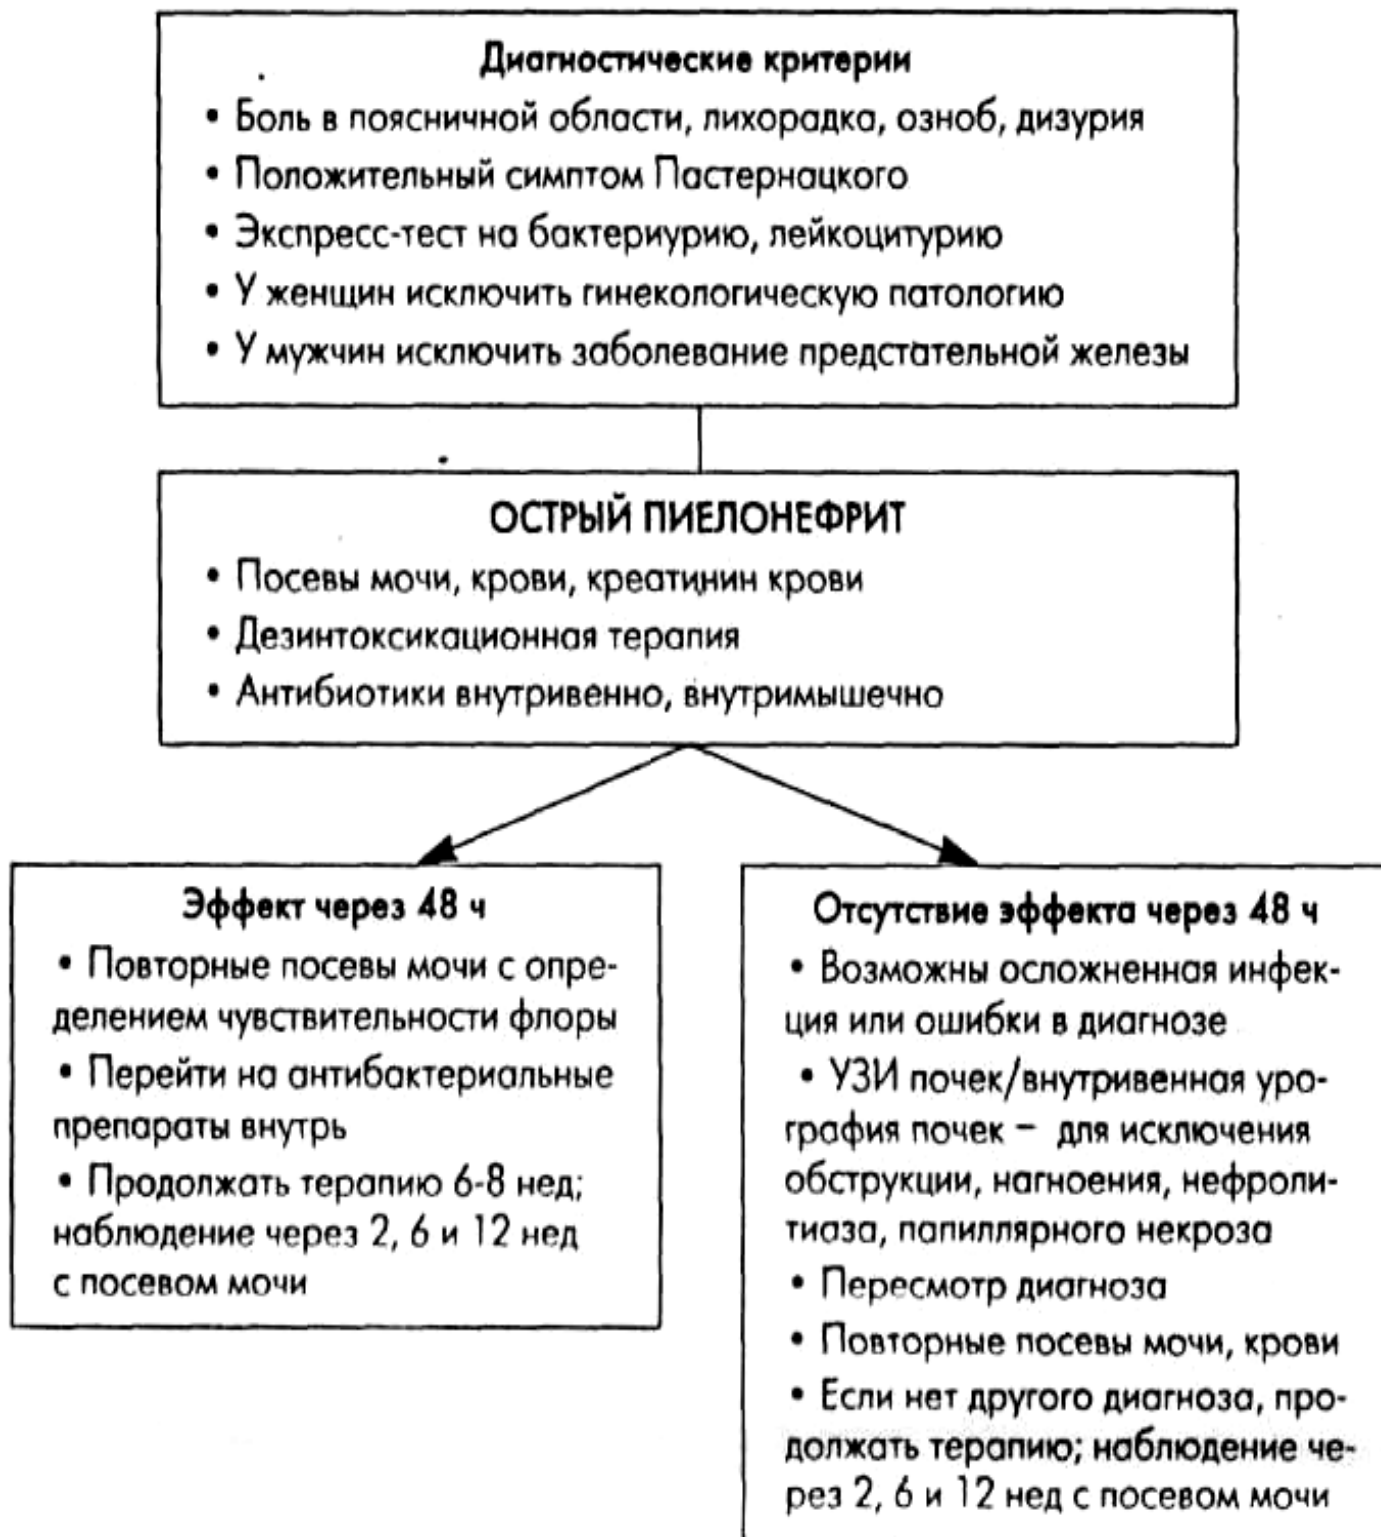 Диагностические критерии
• Боль в поясничной области, лихорадка, озноб, дизурия
• Положительный симптом Пастернацкого
• Экспресс-тест на бактериурию, лейкоцитурию
• У женщин исключить гинекологическую патологию
• У мужчин исключить заболевание предстательной железы
ОСТРЫЙ ПИЕЛОНЕФРИТ
• Посевы мочи, крови, креатинин крови
• Дезинтоксикационная терапия
• Антибиотики внутривенно, внутримышечно
Эффект через 48 ч
• Повторные посевы мочи с опре-
делением чувствительности флоры
• Перейти на антибактериальные
препараты внутрь
• Продолжать терапию 6-8 нед;
наблюдение через 2, 6 и 12 нед
с посевом мочи
Отсутствие эффекта через 48 ч
• Возможны осложненная инфек-
ция или ошибки в диагнозе
• УЗИ почек/внутривенная уро-
графия почек – для исключения
обструкции, нагноения, нефроли-
тиаза, папиллярного некроза
• Пересмотр диагноза
• Повторные посевы мочи, крови
• Если нет другого диагноза, про-
должать терапию; наблюдение че-
рез 2, 6 и 12 нед с посевом мочи